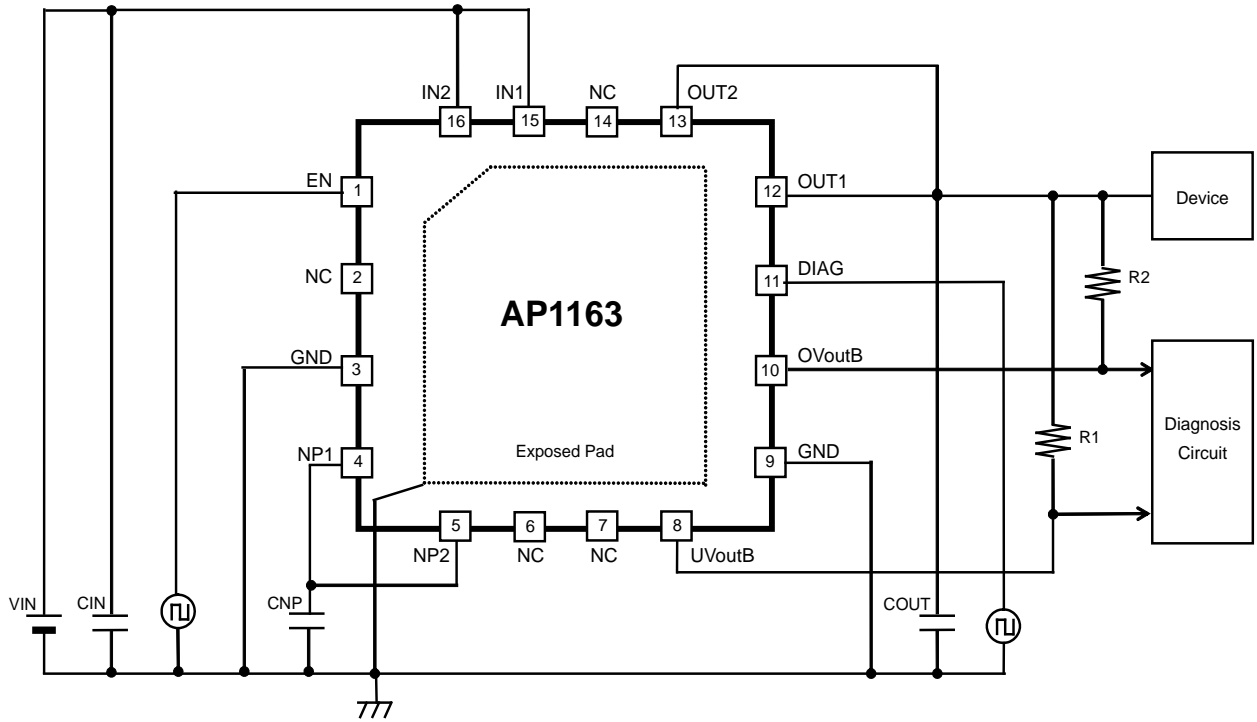 IN2
IN1
NC
OUT2
16
15
14
13
EN
1
12
OUT1
Device
NC
2
DIAG
11
R2
AP1163
GND
3
OVoutB
10
Diagnosis
Circuit
R1
Exposed Pad
NP1
4
GND
9
5
6
7
8
NP2
NC
NC
UVoutB
VIN
CIN
CNP
COUT